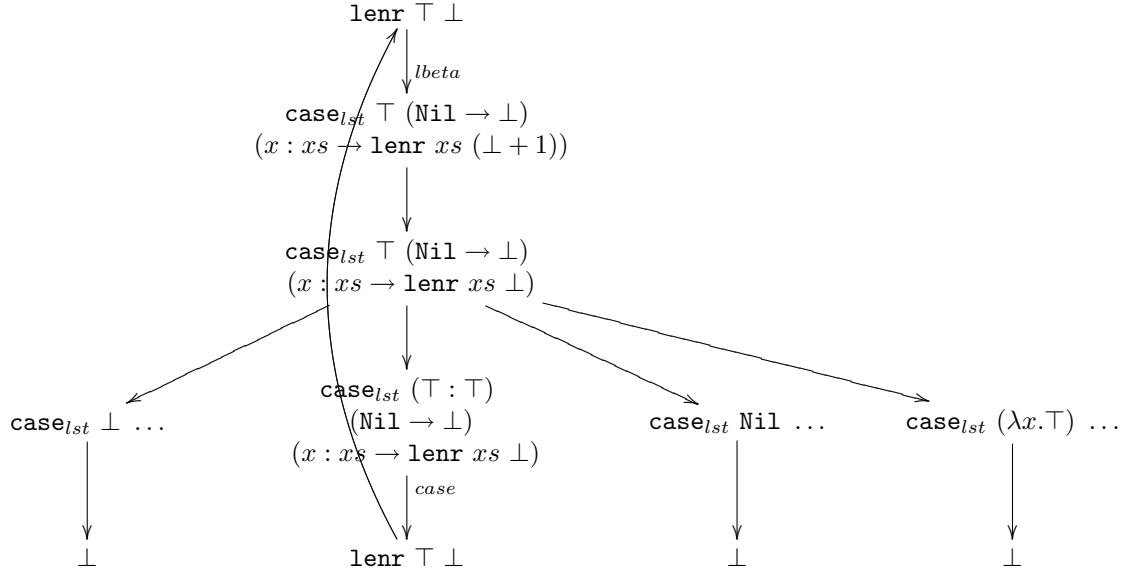 lenr ⊤ ⊥
lbeta
case_lst ⊤ (Nil → ⊥)
(x : xs → lenr xs (⊥ + 1))
case_lst ⊤ (Nil → ⊥)
(x : xs → lenr xs ⊥)
case_lst (⊤ : ⊤)
(Nil → ⊥)
(x : xs → lenr xs ⊥)
case_lst ⊥ ...
case_lst Nil ...
case_lst (λx.⊤) ...
case
⊥
lenr ⊤ ⊥
⊥
⊥